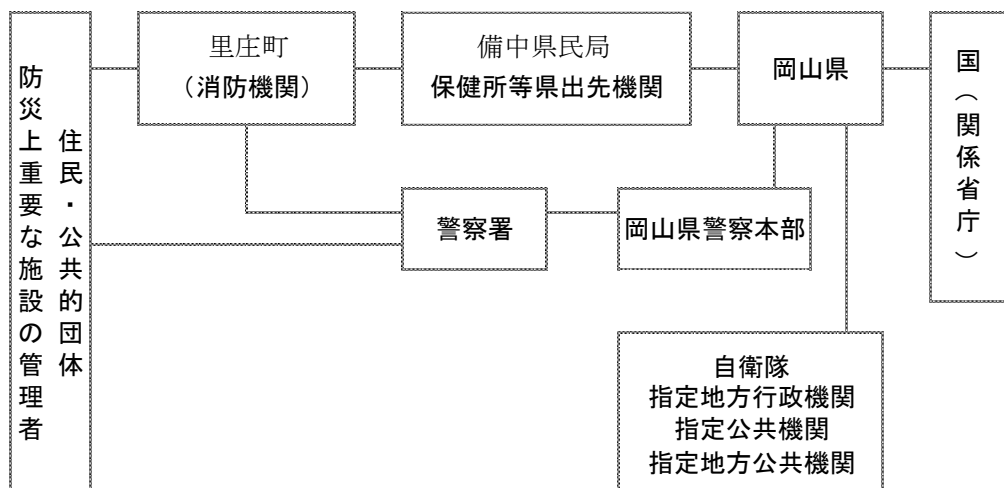 住民・公共的団体
防災上重要な施設の管理者
里庄町
（消防機関）
備中県民局
保健所等県出先機関
岡山県
国（関係省庁）
警察署
岡山県警察本部
自衛隊
指定地方行政機関
指定公共機関
指定地方公共機関